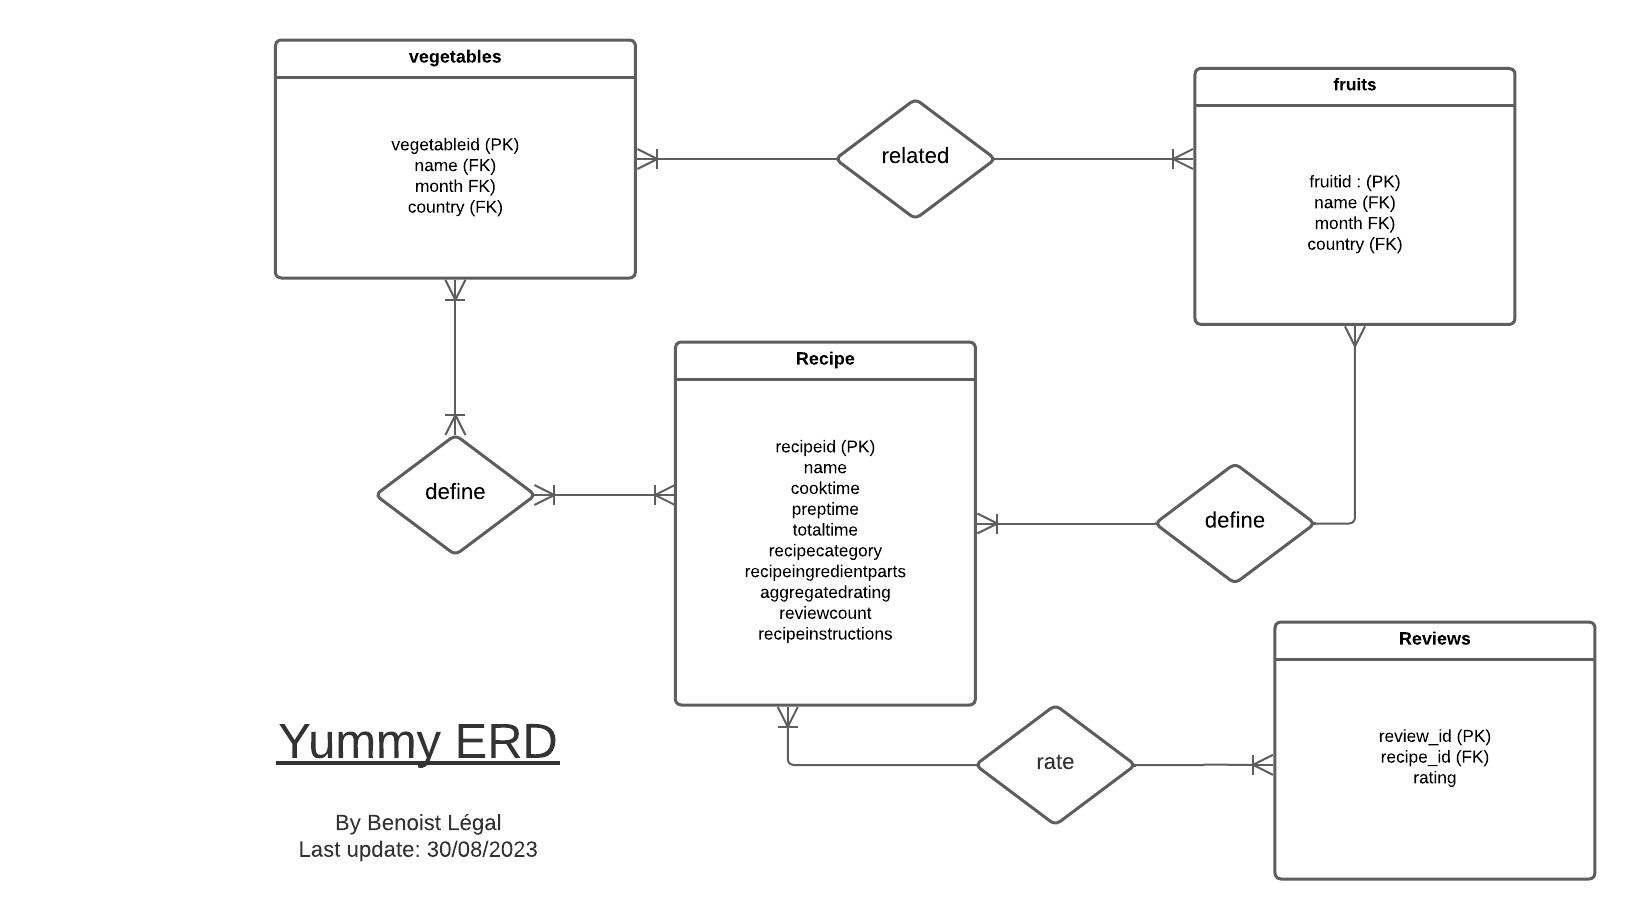 vegetables
vegetableid (PK)
name (FK)
month FK)
country (FK)
related
fruits
fruitid : (PK)
name (FK)
month FK)
country (FK)
define
Recipe
recipeid (PK)
name
cooktime
preptime
totaltime
recipecategory
recipeingredientparts
aggregatedrating
reviewcount
recipeinstructions
define
rate
Reviews
review_id (PK)
recipe_id (FK)
rating
Yummy ERD
By Benoist Légal
Last update: 30/08/2023